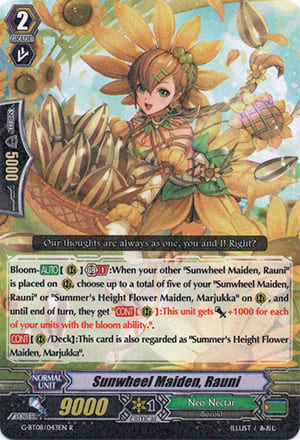 2
5000
Our thoughts are always as one, you and I! Right?
Bloom-AUTO [ ] GB 1 :When your other "Sunwheel Maiden, Rauni"
is placed on , choose up to a total of five of your "Sunwheel Maiden,
Rauni" or "Summer's Height Flower Maiden, Marjukka" on , and
until end of turn, they get "CONT [ ] :This unit gets +1000 for each
of your units with the bloom ability.".
CONT [ /Deck]:This card is also regarded as "Summer's Height
Flower Maiden, Marjukka".
NORMAL
UNIT
Sunwheel Maiden, Rauni
POWER
9000
1
CRITICAL
Neo Nectar
Bioroid
G-BT08/043EN R